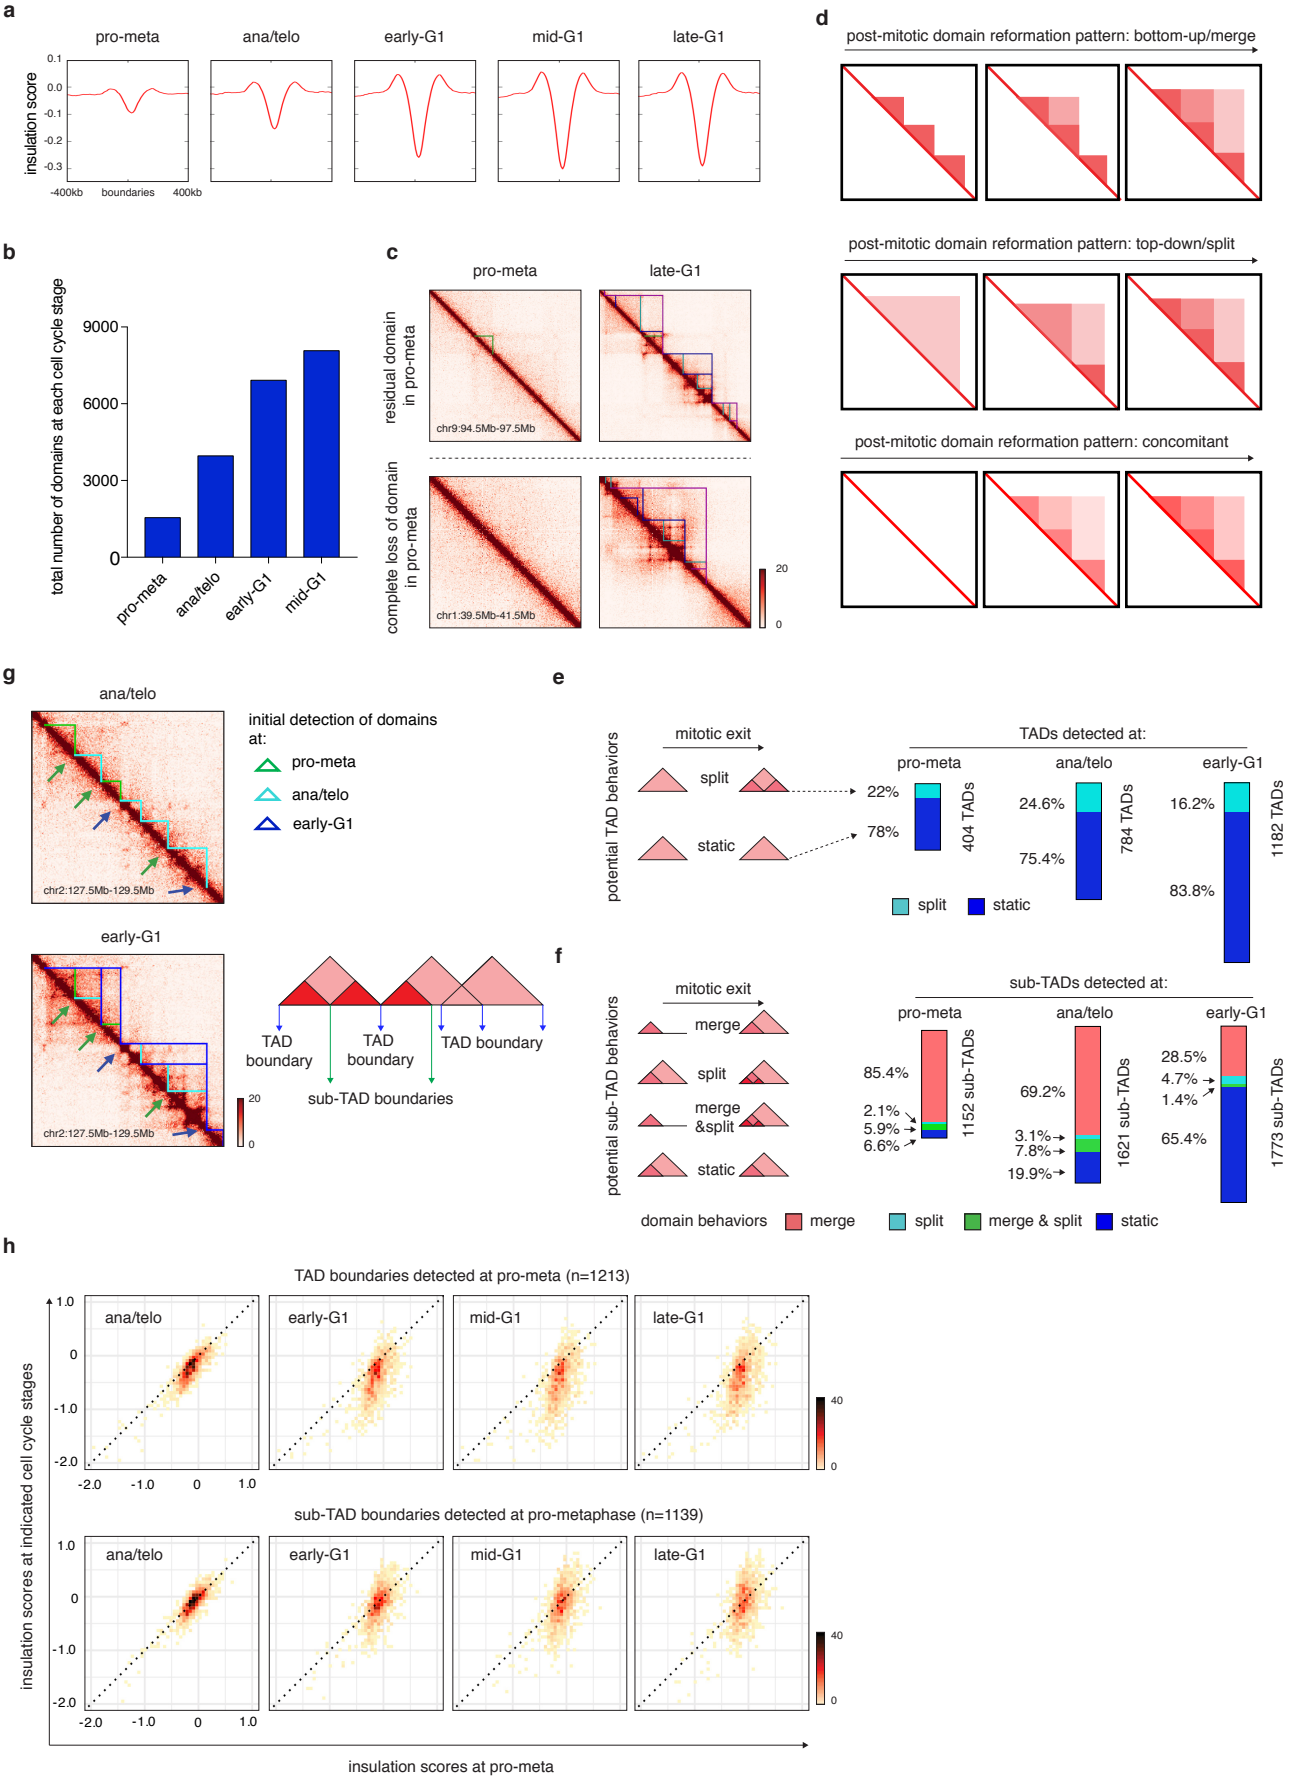 a
pro-meta
ana/telo
early-G1
mid-G1
late-G1
insulation score
0.1
0.0
-0.1
-0.2
-0.3
-400kb
boundaries
400kb
b
total number of domains at each cell cycle stage
9000
6000
3000
0
pro-meta
ana/telo
early-G1
mid-G1
c
pro-meta
late-G1
residual domain
in pro-meta
chr9:94.5Mb-97.5Mb
complete loss of domain
in pro-meta
chr1:39.5Mb-41.5Mb
20
0
d
post-mitotic domain reformation pattern: bottom-up/merge
post-mitotic domain reformation pattern: top-down/split
post-mitotic domain reformation pattern: concomitant
g
ana/telo
chr2:127.5Mb-129.5Mb
initial detection of domains
at:
pro-meta
ana/telo
early-G1
early-G1
chr2:127.5Mb-129.5Mb
20
0
TAD
boundary
TAD
boundary
TAD boundary
sub-TAD boundaries
e
potential TAD behaviors
mitotic exit
split
static
TADs detected at:
pro-meta
ana/telo
early-G1
22%
78%
404 TADs
24.6%
75.4%
784 TADs
16.2%
83.8%
1182 TADs
split
static
f
potential sub-TAD behaviors
mitotic exit
merge
split
merge
&split
static
sub-TADs detected at:
pro-meta
ana/telo
early-G1
85.4%
2.1%
5.9%
6.6%
1152 sub-TADs
69.2%
3.1%
7.8%
19.9%
1621 sub-TADs
28.5%
4.7%
1.4%
65.4%
1773 sub-TADs
domain behaviors
merge
split
merge & split
static
h
TAD boundaries detected at pro-meta (n=1213)
insulation scores at indicated cell cycle stages
ana/telo
early-G1
mid-G1
late-G1
1.0
0
-1.0
-2.0
-2.0
-1.0
0
1.0
40
0
sub-TAD boundaries detected at pro-metaphase (n=1139)
ana/telo
early-G1
mid-G1
late-G1
1.0
0
-1.0
-2.0
-2.0
-1.0
0
1.0
40
0
insulation scores at pro-meta